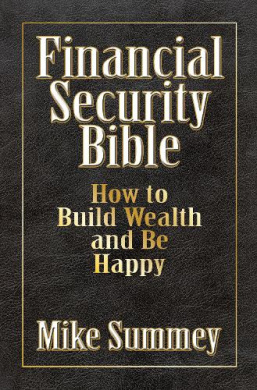 Financial
Security
Bible
How to
Build Wealth
and Be
Happy
Mike Summey